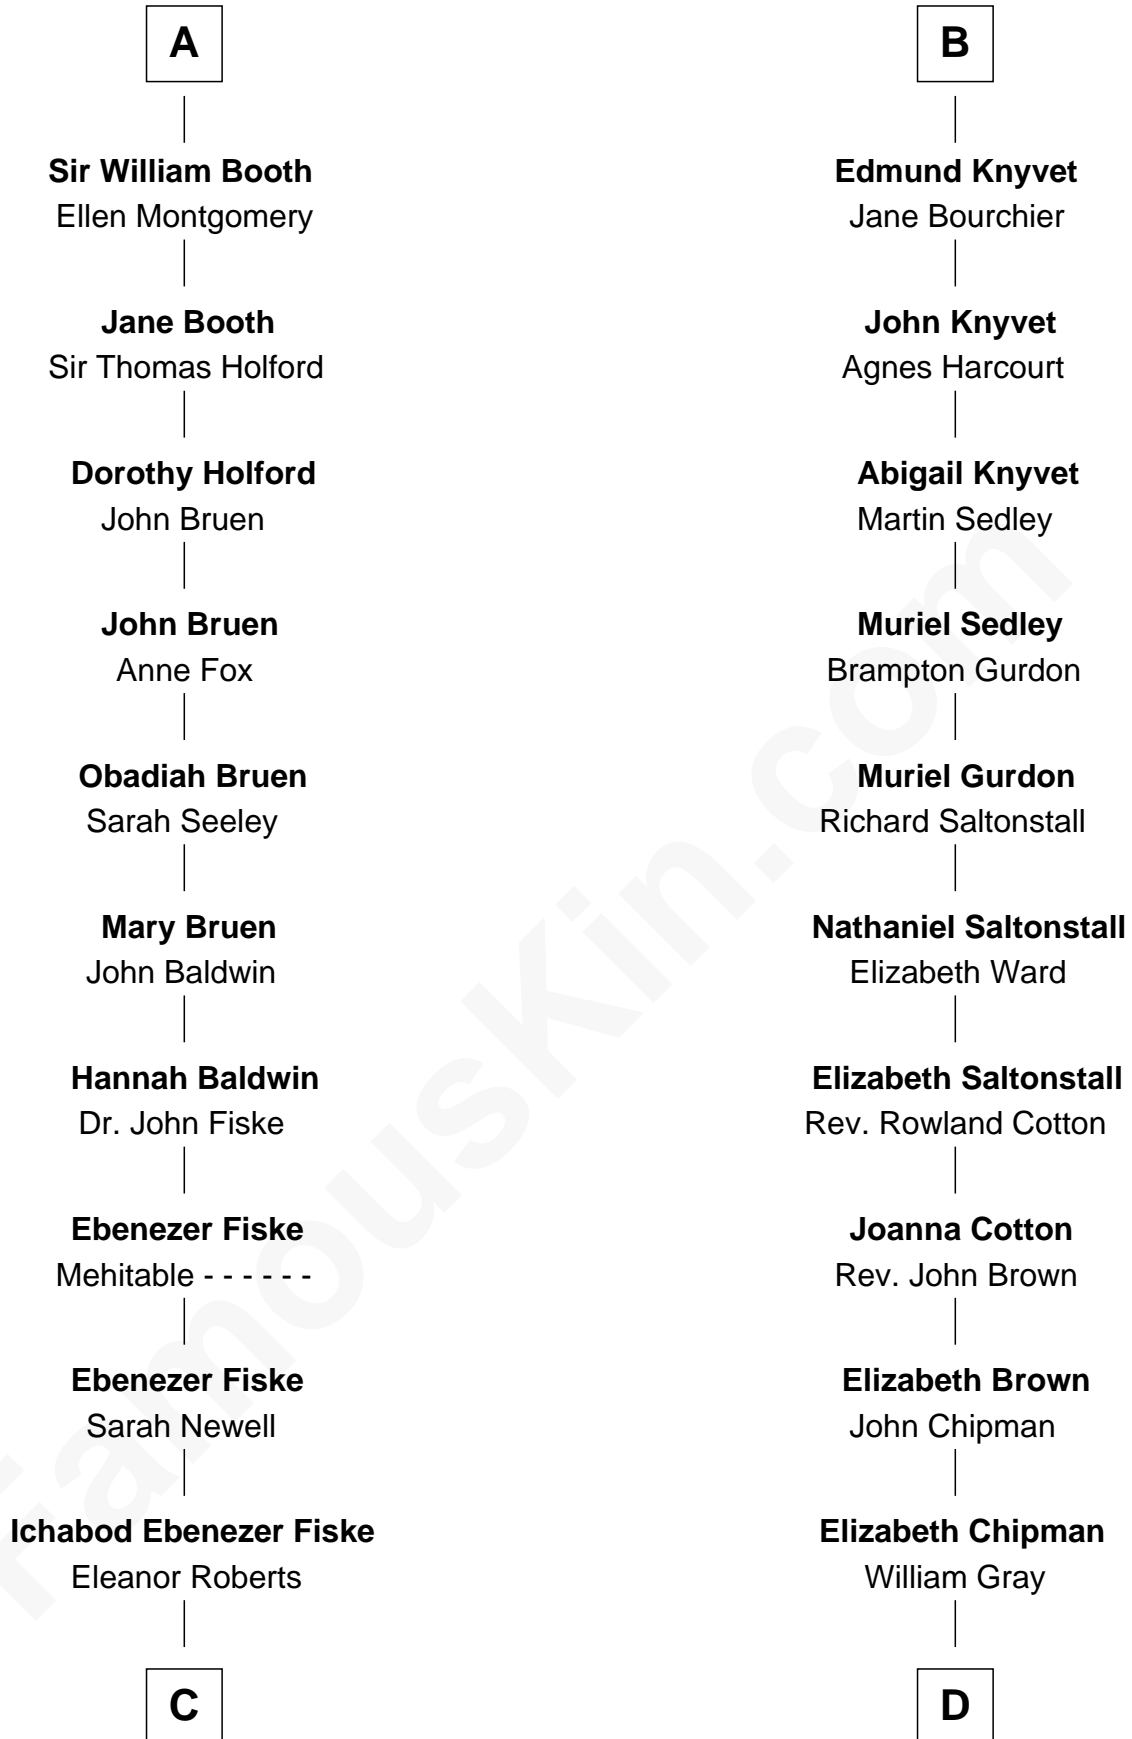 A
Sir William Booth
Ellen Montgomery
Jane Booth
Sir Thomas Holford
Dorothy Holford
John Bruen
John Bruen
Anne Fox
Obadiah Bruen
Sarah Seeley
Mary Bruen
John Baldwin
Hannah Baldwin
Dr. John Fiske
Ebenezer Fiske
Mehitable - - - - - -
Ebenezer Fiske
Sarah Newell
Ichabod Ebenezer Fiske
Eleanor Roberts
C
B
Edmund Knyvet
Jane Bourchier
John Knyvet
Agnes Harcourt
Abigail Knyvet
Martin Sedley
Muriel Sedley
Brampton Gurdon
Muriel Gurdon
Richard Saltonstall
Nathaniel Saltonstall
Elizabeth Ward
Elizabeth Saltonstall
Rev. Rowland Cotton
Joanna Cotton
Rev. John Brown
Elizabeth Brown
John Chipman
Elizabeth Chipman
William Gray
D
FamousKin.com